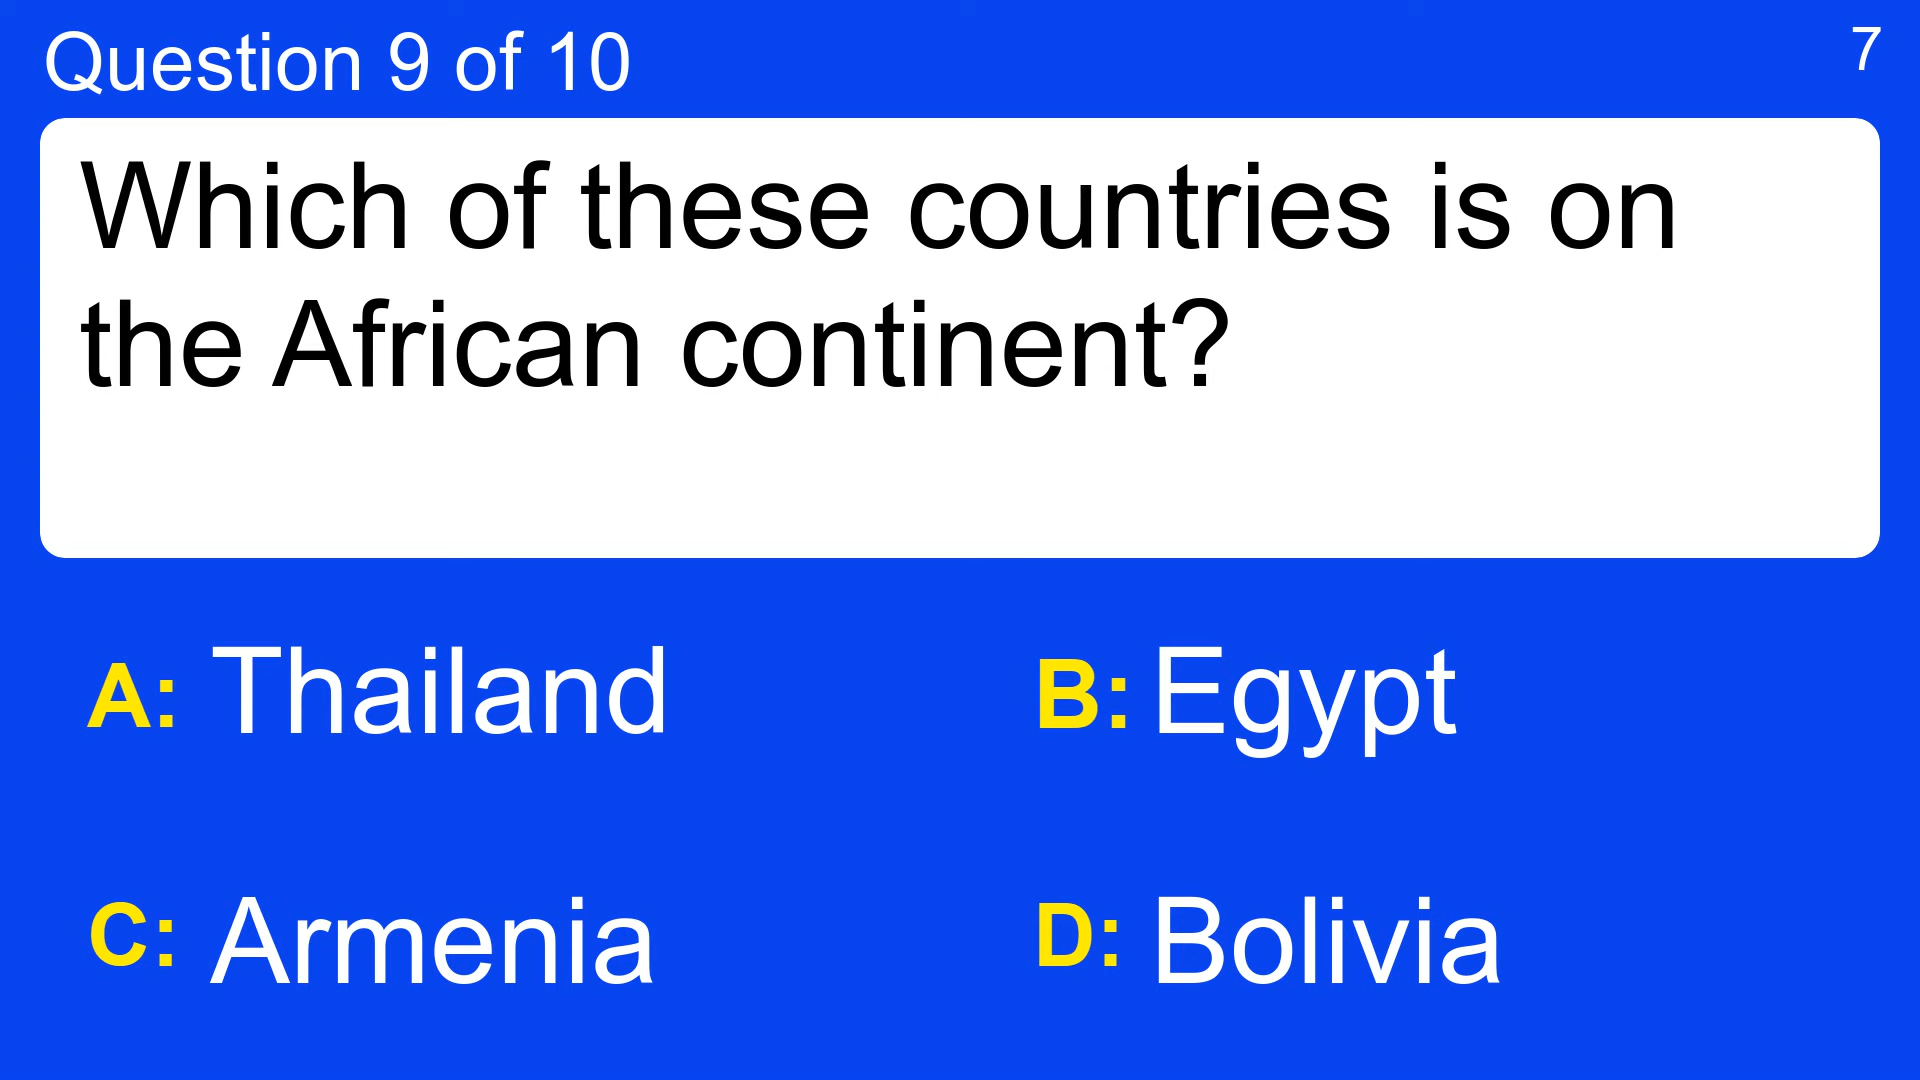 Question 9 of 10
7
Which of these countries is on
the African continent?
A: Thailand
B: Egypt
C: Armenia
D: Bolivia